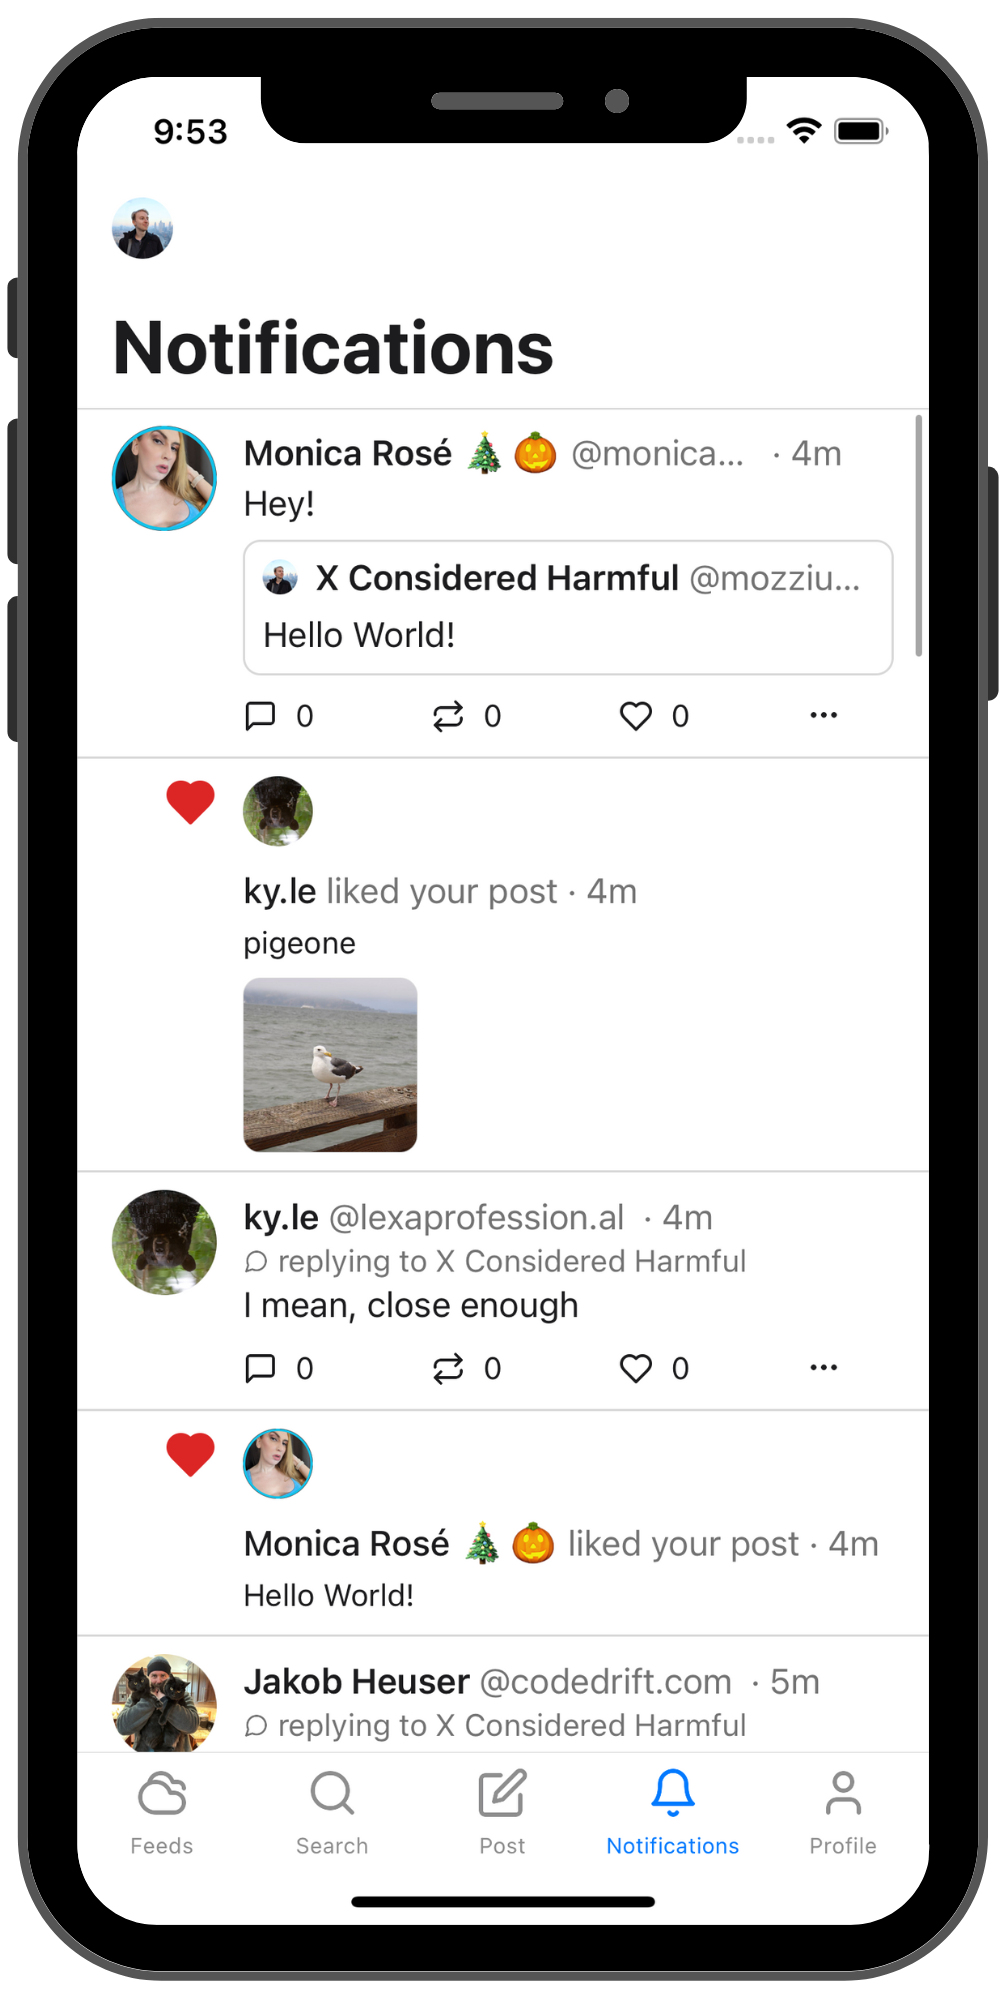 9:53
Notifications
Monica Rosé 🎄 🎃 @monica... · 4m
Hey!
X Considered Harmful @mozziu...
Hello World!
0 0 0 ...
ky.le liked your post · 4m
pigeone
ky.le @lexaprofession.al · 4m
replying to X Considered Harmful
I mean, close enough
0 0 0 ...
Monica Rosé 🎄 🎃 liked your post · 4m
Hello World!
Jakob Heuser @codedrift.com · 5m
replying to X Considered Harmful
Feeds Search Post Notifications Profile